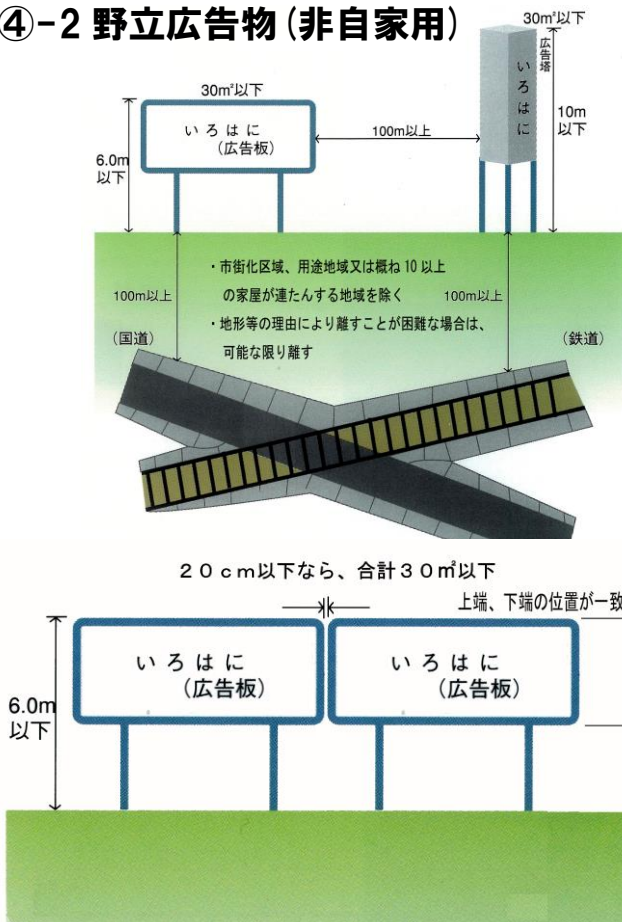 ④-2 野立広告物(非自家用)
30㎡以下
30㎡以下
広告塔
いろはに
10m
以下
いろはに
(広告板)
100m以上
6.0m
以下
・市街化区域、用途地域又は概ね10以上
の家屋が連たんする地域を除く
100m以上
100m以上
・地形等の理由により離すことが困難な場合は、
可能な限り離す
(国道)
(鉄道)
20cm以下なら、合計30㎡以下
上端、下端の位置が一致
いろはに
(広告板)
いろはに
(広告板)
6.0m
以下